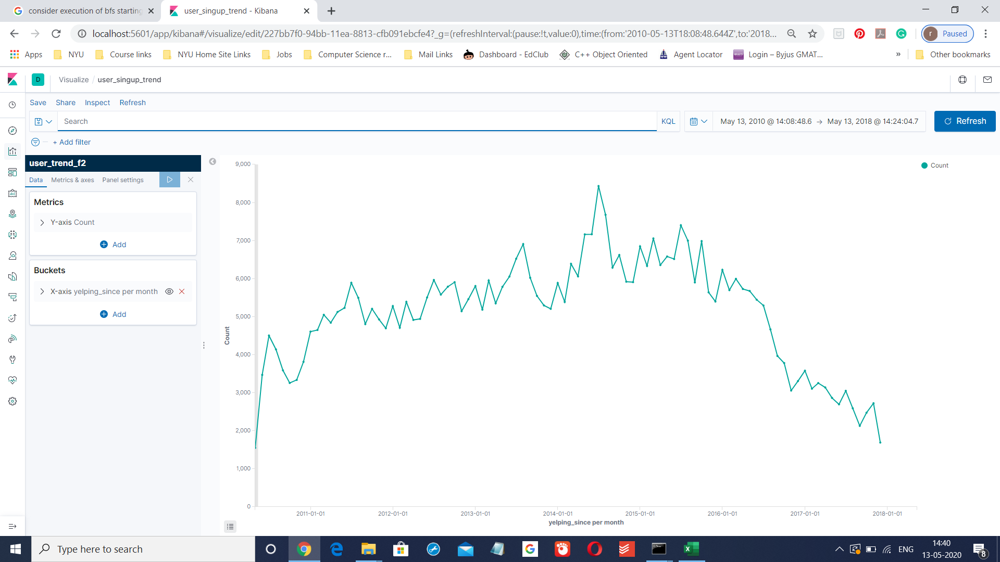 consider execution of bfs starting
user_singup_trend - Kibana
localhost:5601/app/kibana#/visualize/edit/227bb7f0-94bb-11ea-8813-cfb091ebcfe4?_g=(refreshInterval:(pause:!t,value:0),time:(from:'2010-05-13T18:08:48.644Z',to:'2018...
r Paused
Apps NYU Course links NYU Home Site Links Jobs Computer Science r... Mail Links Dashboard - EdClub C++ Object Oriented Agent Locator Login – Byjus GMAT... » Other bookmarks
D Visualize / user_singup_trend
Save Share Inspect Refresh
Search KQL May 13, 2010 @ 14:08:48.6 → May 13, 2018 @ 14:24:04.7 Refresh
+ Add filter
user_trend_f2
Data Metrics & axes Panel settings
Metrics
Y-axis Count
Add
Buckets
X-axis yelping_since per month
Add
Count
9,000
8,000
7,000
6,000
5,000
4,000
3,000
2,000
1,000
0
Count
2011-01-01 2012-01-01 2013-01-01 2014-01-01 2015-01-01 2016-01-01 2017-01-01 2018-01-01
yelping_since per month
Type here to search
ENG
14:40
13-05-2020
8